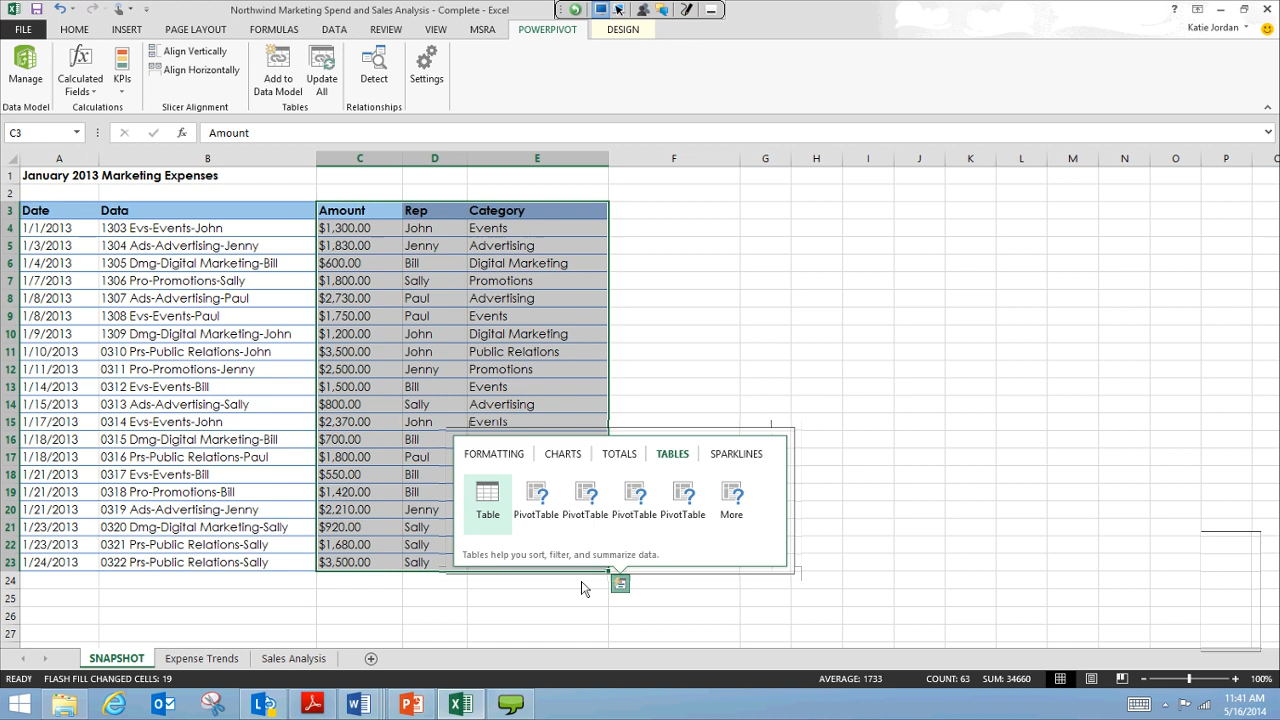 Northwind Marketing Spend and Sales Analysis - Complete - Excel
FILE HOME INSERT PAGE LAYOUT FORMULAS DATA REVIEW VIEW MSRA POWERPIVOT DESIGN Katie Jordan
Manage Calculated Fields KPIs Align Vertically Align Horizontally Add to Data Model Update All Detect Settings
Data Model Calculations Slicer Alignment Tables Relationships
C3 fx Amount
A B C D E F G H I J K L M N O P
1 January 2013 Marketing Expenses
2
3 Date Data Amount Rep Category
4 1/1/2013 1303 Evs-Events-John $1,300.00 John Events
5 1/3/2013 1304 Ads-Advertising-Jenny $1,830.00 Jenny Advertising
6 1/4/2013 1305 Dmg-Digital Marketing-Bill $600.00 Bill Digital Marketing
7 1/7/2013 1306 Pro-Promotions-Sally $1,800.00 Sally Promotions
8 1/8/2013 1307 Ads-Advertising-Paul $2,730.00 Paul Advertising
9 1/8/2013 1308 Evs-Events-Paul $1,750.00 Paul Events
10 1/9/2013 1309 Dmg-Digital Marketing-John $1,200.00 John Digital Marketing
11 1/10/2013 0310 Prs-Public Relations-John $3,500.00 John Public Relations
12 1/11/2013 0311 Pro-Promotions-Jenny $2,500.00 Jenny Promotions
13 1/14/2013 0312 Evs-Events-Bill $1,500.00 Bill Events
14 1/15/2013 0313 Ads-Advertising-Sally $800.00 Sally Advertising
15 1/17/2013 0314 Evs-Events-John $2,370.00 John Events
16 1/18/2013 0315 Dmg-Digital Marketing-Bill $700.00 Bill
17 1/18/2013 0316 Prs-Public Relations-Paul $1,800.00 Paul
18 1/21/2013 0317 Evs-Events-Bill $550.00 Bill
19 1/21/2013 0318 Pro-Promotions-Bill $1,420.00 Bill
20 1/21/2013 0319 Ads-Advertising-Jenny $2,210.00 Jenny
21 1/23/2013 0320 Dmg-Digital Marketing-Sally $920.00 Sally
22 1/23/2013 0321 Prs-Public Relations-Sally $1,680.00 Sally
23 1/24/2013 0322 Prs-Public Relations-Sally $3,500.00 Sally
24
25
26
27
FORMATTING CHARTS TOTALS TABLES SPARKLINES
Table PivotTable PivotTable PivotTable PivotTable More
Tables help you sort, filter, and summarize data.
SNAPSHOT Expense Trends Sales Analysis
READY FLASH FILL CHANGED CELLS: 19 AVERAGE: 1733 COUNT: 63 SUM: 34660 100%
11:41 AM
5/16/2014